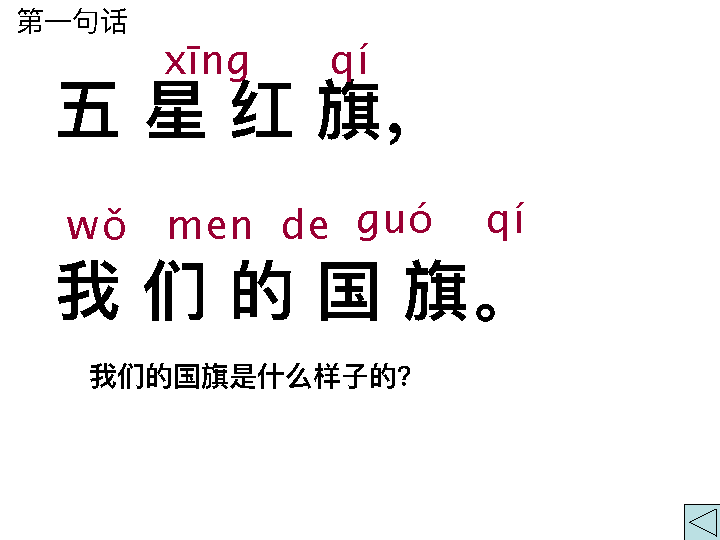 第一句话
xīng qí
五星红旗,
wǒ men de guó qí
我们的国旗。
我们的国旗是什么样子的?